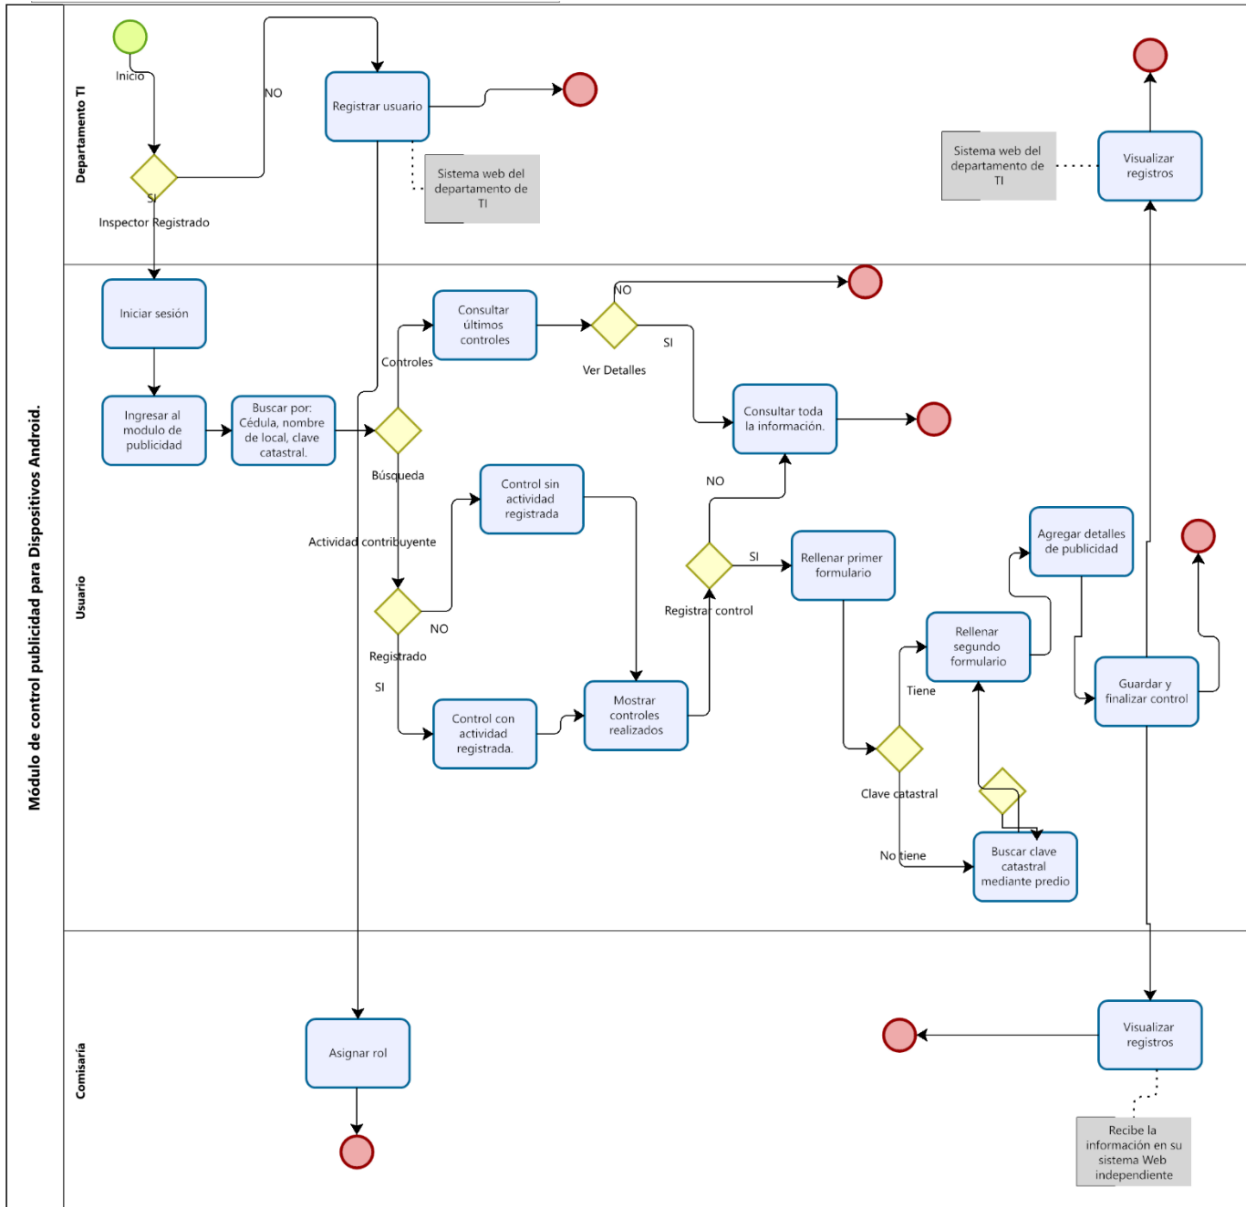 Módulo de control publicidad para Dispositivos Android.
Departamento TI
Inicio
NO
Registrar usuario
Sistema web del
departamento de
TI
SI
Inspector Registrado
Sistema web del
departamento de
TI
Visualizar
registros
Usuario
Iniciar sesión
Ingresar al
modulo de
publicidad
Buscar por:
Cédula, nombre
de local, clave
catastral.
Controles
Búsqueda
Consultar
últimos
controles
NO
SI
Ver Detalles
Consultar toda
la información.
Actividad contribuyente
Control sin
actividad
registrada
NO
Registrado
SI
Control con
actividad
registrada.
Mostrar
controles
realizados
NO
SI
Registrar control
Rellenar primer
formulario
Agregar detalles
de publicidad
Rellenar
segundo
formulario
Tiene
Guardar y
finalizar control
Clave catastral
No tiene
Buscar clave
catastral
mediante predio
Comisaría
Asignar rol
Visualizar
registros
Recibe la
información en su
sistema Web
independiente